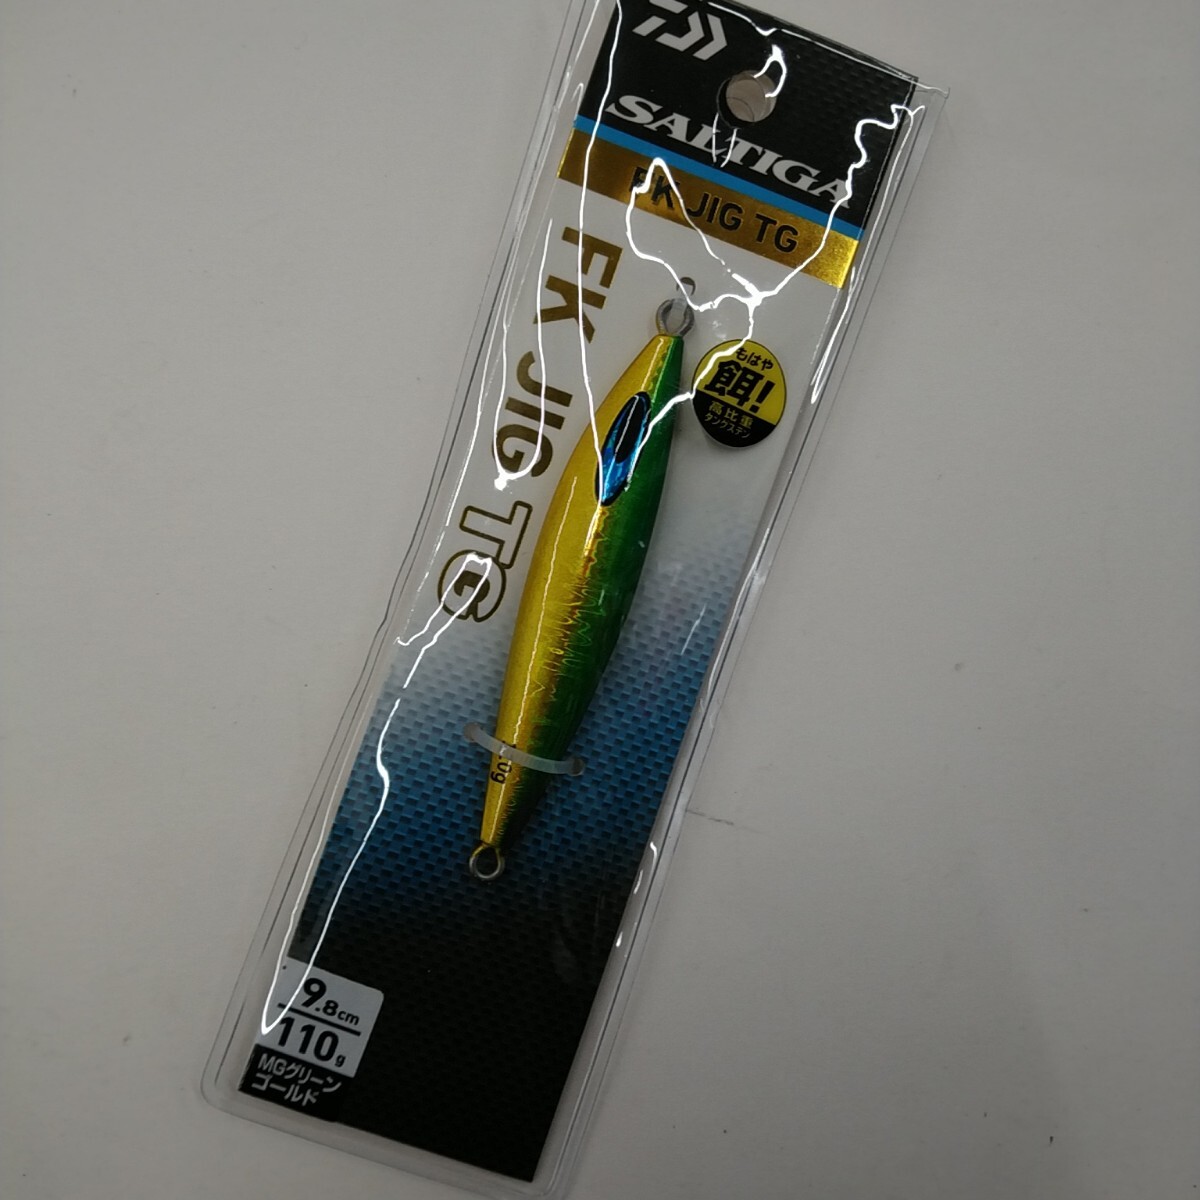 SALTIGA
FK JIG TG
FK JIG TG
もはや
餌!
高比重
タングステン
9.8cm
110g
MGグリーン
ゴールド